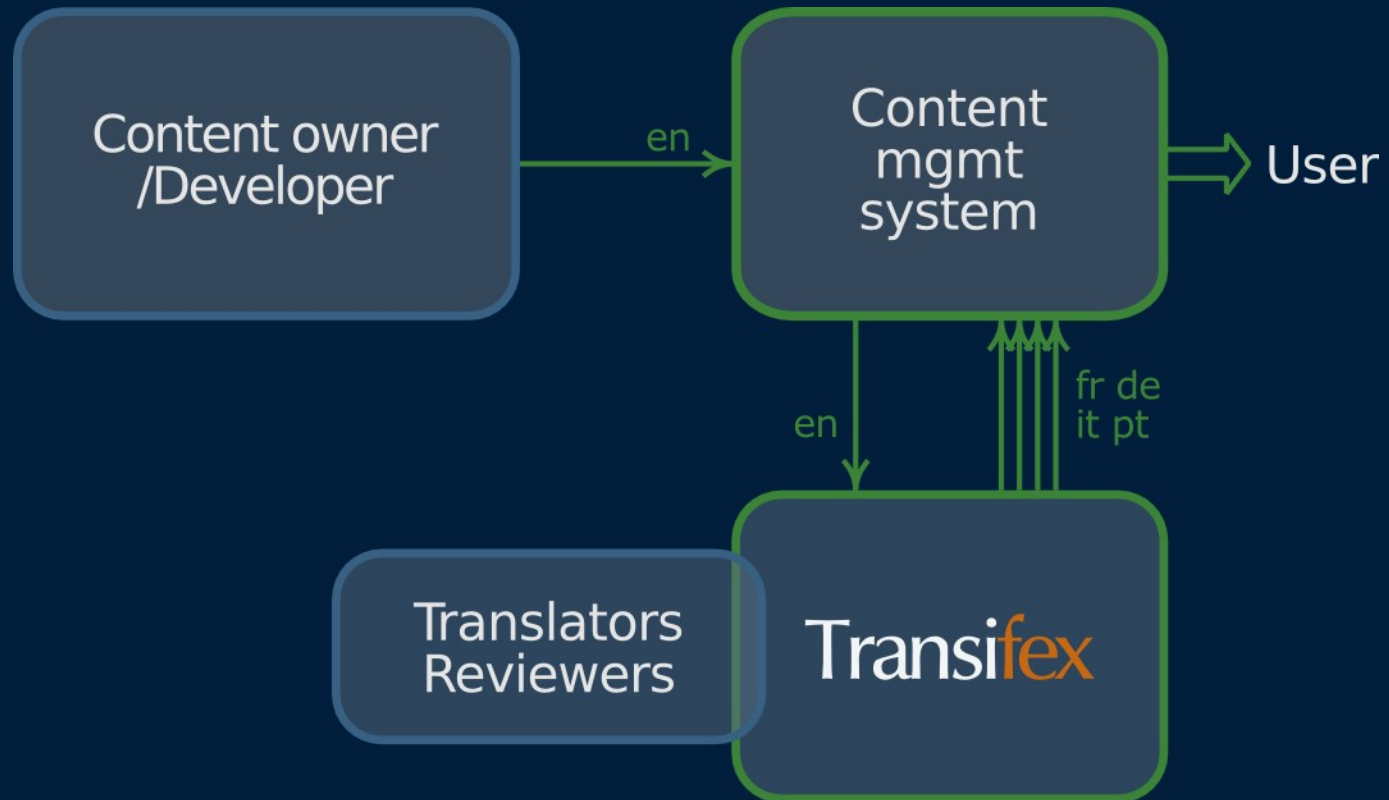 Content owner
/Developer
en
Content
mgmt
system
User
en
fr de
it pt
Translators
Reviewers
Transifex